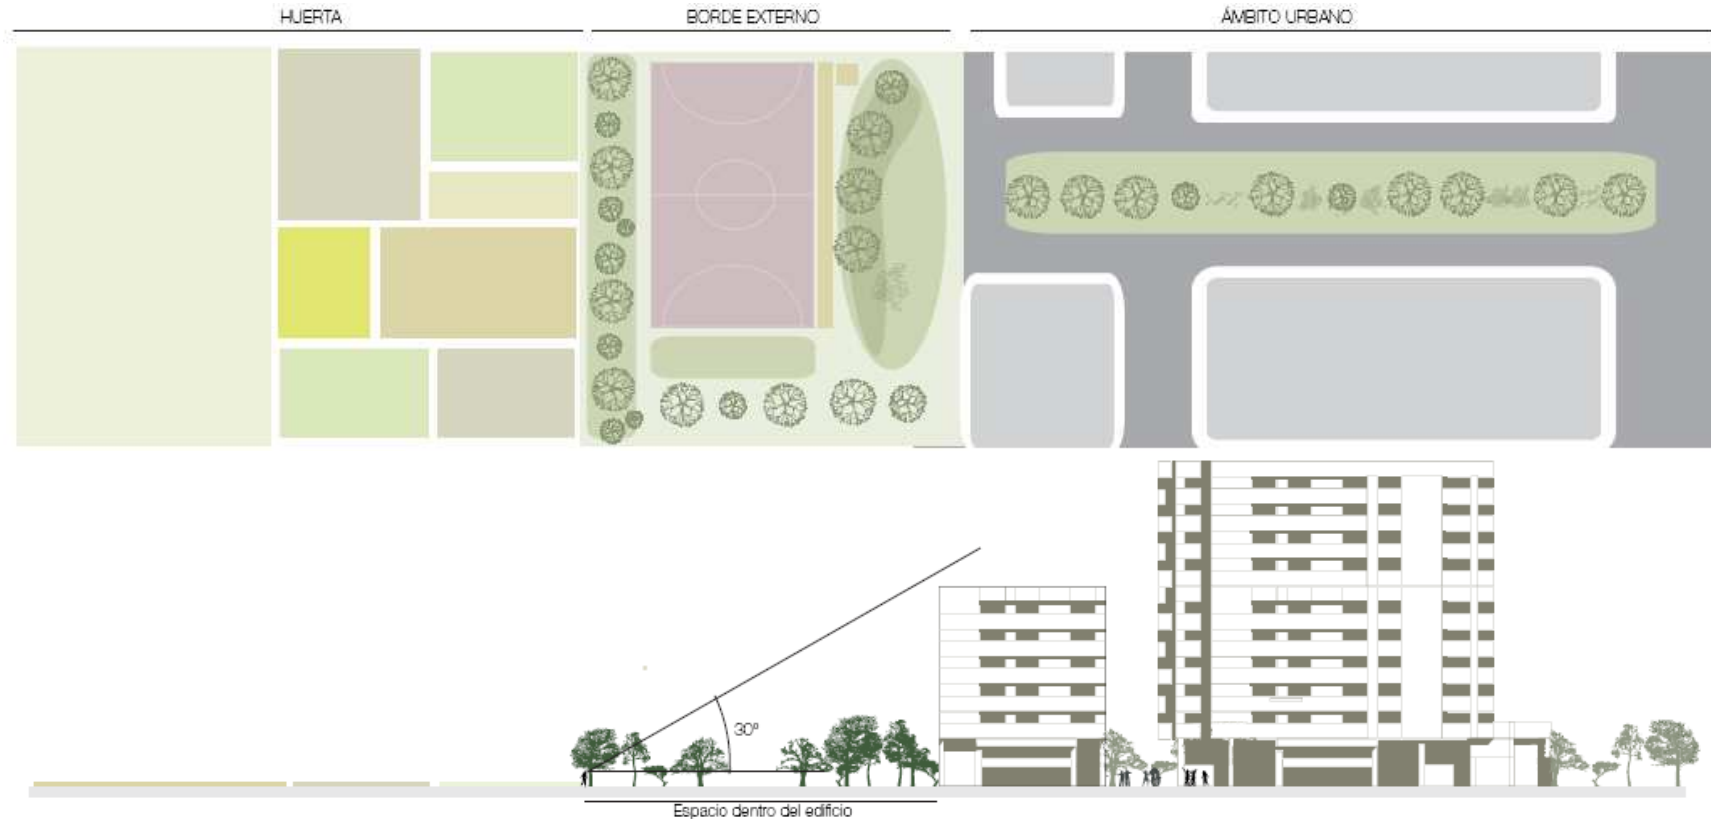 HUERTA
BORDE EXTERNO
ÁMBITO URBANO
30º
Espacio dentro del edificio